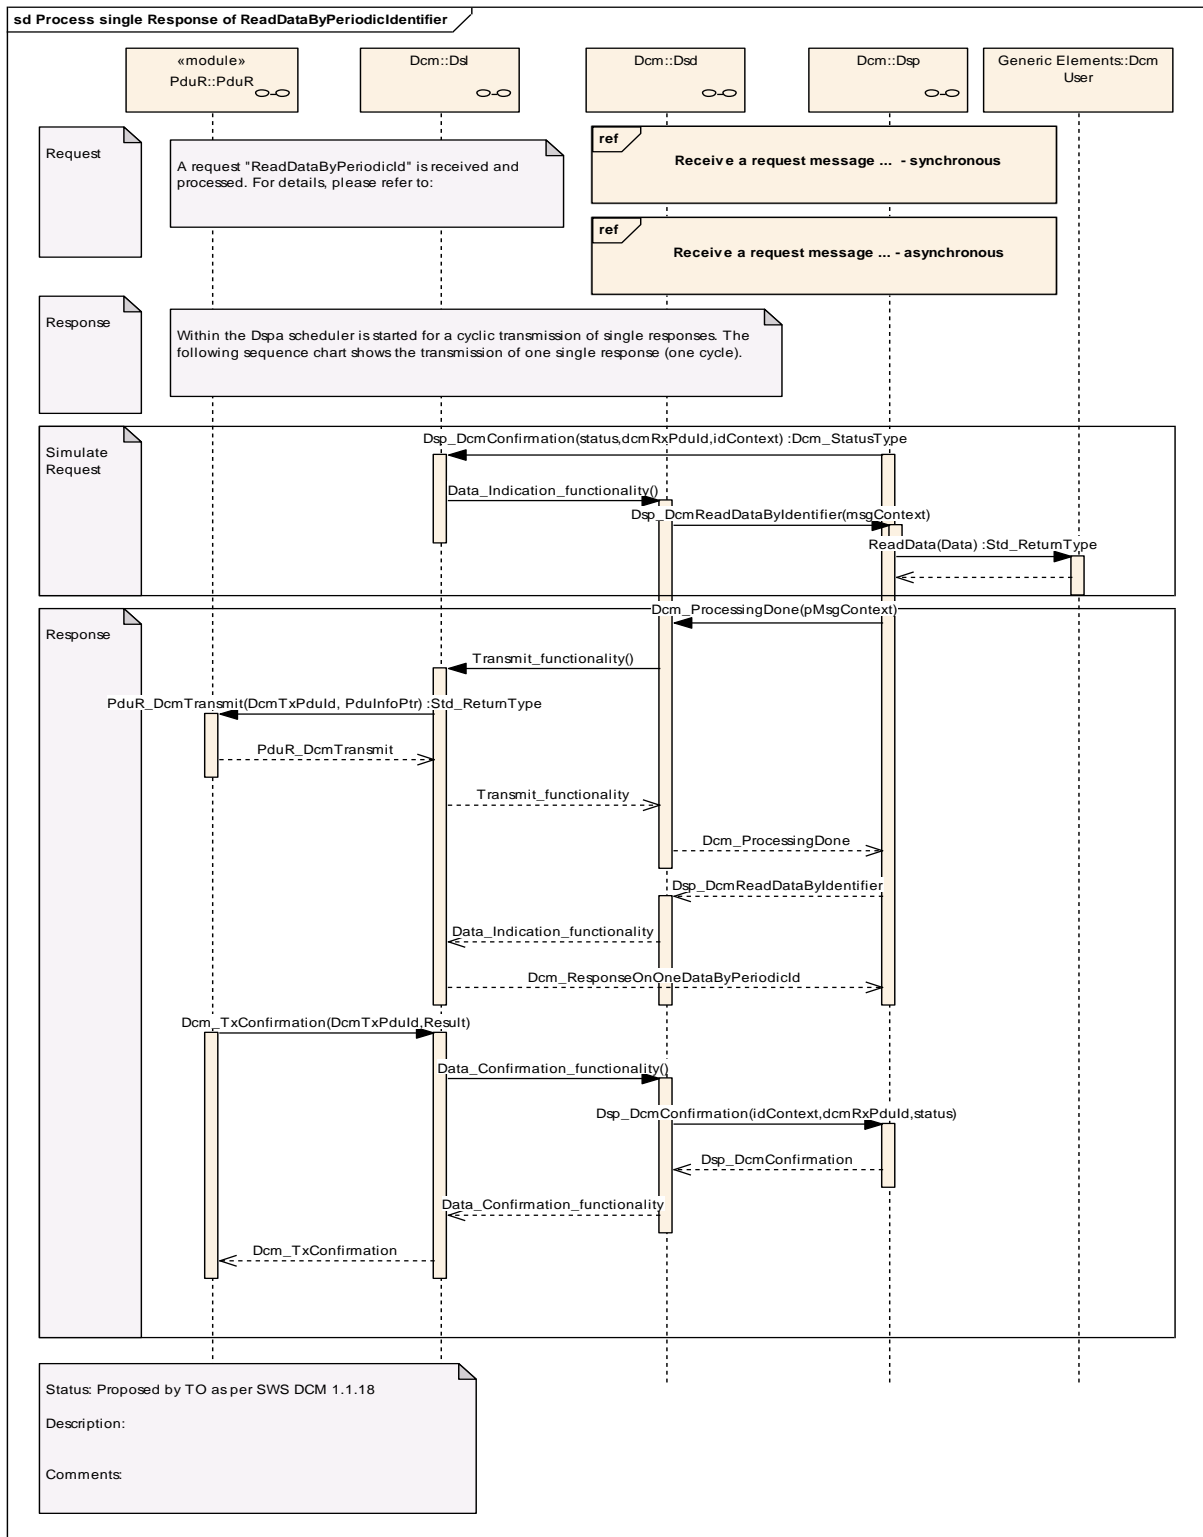 sd Process single Response of ReadDataByPeriodicIdentifier
«module»
PduR::PduR
Dcm::Dsl
Dcm::Dsd
Dcm::Dsp
Generic Elements::Dcm
User
Request
A request "ReadDataByPeriodicId" is received and
processed. For details, please refer to:
ref
Receive a request message ... - synchronous
ref
Receive a request message ... - asynchronous
Response
Within the Dspa scheduler is started for a cyclic transmission of single responses. The
following sequence chart shows the transmission of one single response (one cycle).
Simulate
Request
Dsp_DcmConfirmation(status,dcmRxPduId,idContext) :Dcm_StatusType
Data_Indication_functionality()
Dsp_DcmReadDataByIdentifier(msgContext)
ReadData(Data) :Std_ReturnType
Response
Dcm_ProcessingDone(pMsgContext)
Transmit_functionality()
PduR_DcmTransmit(DcmTxPduId, PduInfoPtr) :Std_ReturnType
PduR_DcmTransmit
Transmit_functionality
Dcm_ProcessingDone
Dsp_DcmReadDataByIdentifier
Data_Indication_functionality
Dcm_ResponseOnOneDataByPeriodicId
Dcm_TxConfirmation(DcmTxPduId,Result)
Data_Confirmation_functionality()
Dsp_DcmConfirmation(idContext,dcmRxPduId,status)
Dsp_DcmConfirmation
Data_Confirmation_functionality
Dcm_TxConfirmation
Status: Proposed by TO as per SWS DCM 1.1.18
Description:
Comments: